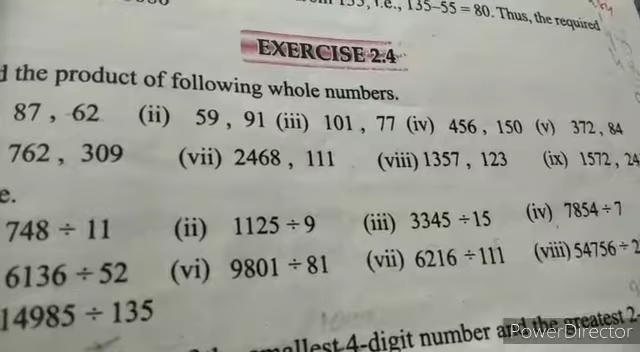 133, i.e., 135–55 = 80. Thus, the required
EXERCISE 2.4
d the product of following whole numbers.
87 , 62 (ii) 59 , 91 (iii) 101 , 77 (iv) 456 , 150 (v) 372, 84
762 , 309 (vii) 2468 , 111 (viii) 1357 , 123 (ix) 1572, 24
e.
748 ÷ 11 (ii) 1125 ÷ 9 (iii) 3345 ÷ 15 (iv) 7854 ÷ 7
6136 ÷ 52 (vi) 9801 ÷ 81 (vii) 6216 ÷ 111 (viii) 54756 ÷ 2
14985 ÷ 135
smallest 4-digit number and the greatest 2-
PowerDirector